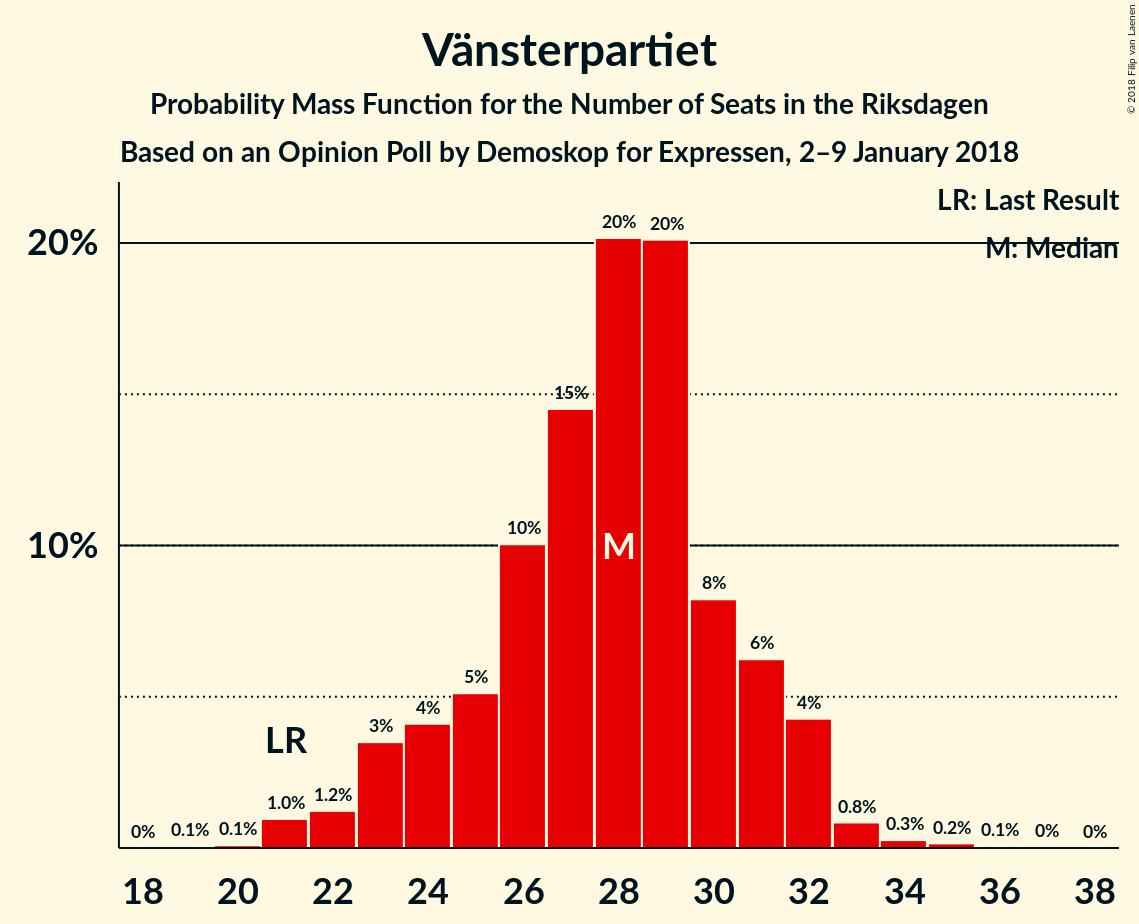 Vänsterpartiet
Probability Mass Function for the Number of Seats in the Riksdagen
Based on an Opinion Poll by Demoskop for Expressen, 2–9 January 2018
© 2018 Filip van Laenen
LR: Last Result
M: Median
20%
10%
0%
0.1%
0.1%
1.0%
1.2%
3%
4%
5%
10%
15%
20%
20%
8%
6%
4%
0.8%
0.3%
0.2%
0.1%
0%
0%
LR
M
18 20 22 24 26 28 30 32 34 36 38